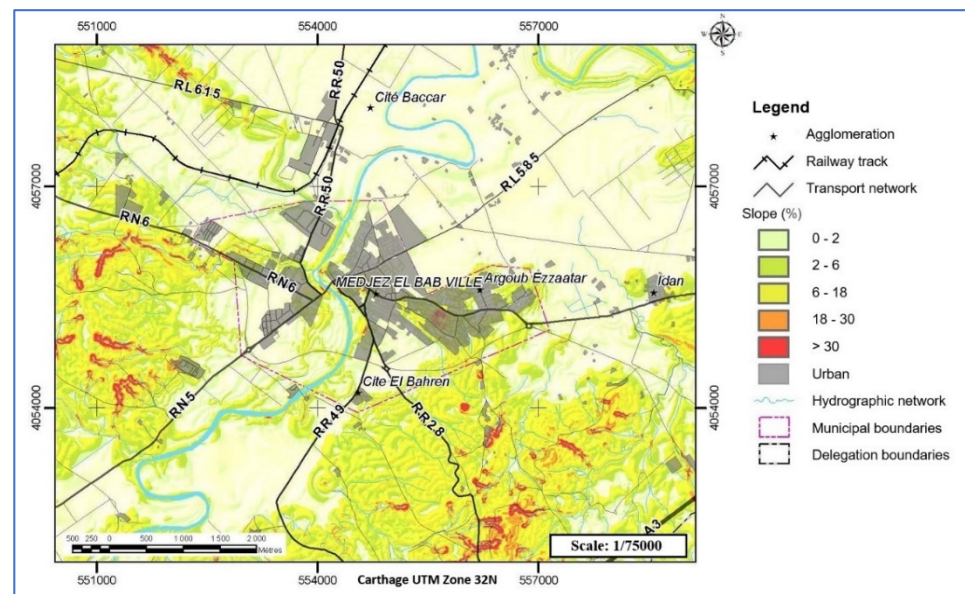 551000 554000 557000
N
W E
S
RR50
Cité Baccar
RL615
4057000
4057000
RL585
RR50
RN6
RN6
MEDJEZ EL BAB VILLE
Argoub Ezzaatar
Idan
4054000
4054000
RN5
Cite El Bahren
RR49
RR28
A3
500 250 0 500 1 000 1 500 2 000
Mètres
Scale: 1/75000
551000 554000 557000
Carthage UTM Zone 32N
Legend
Agglomeration
Railway track
Transport network
Slope (%)
0 - 2
2 - 6
6 - 18
18 - 30
> 30
Urban
Hydrographic network
Municipal boundaries
Delegation boundaries